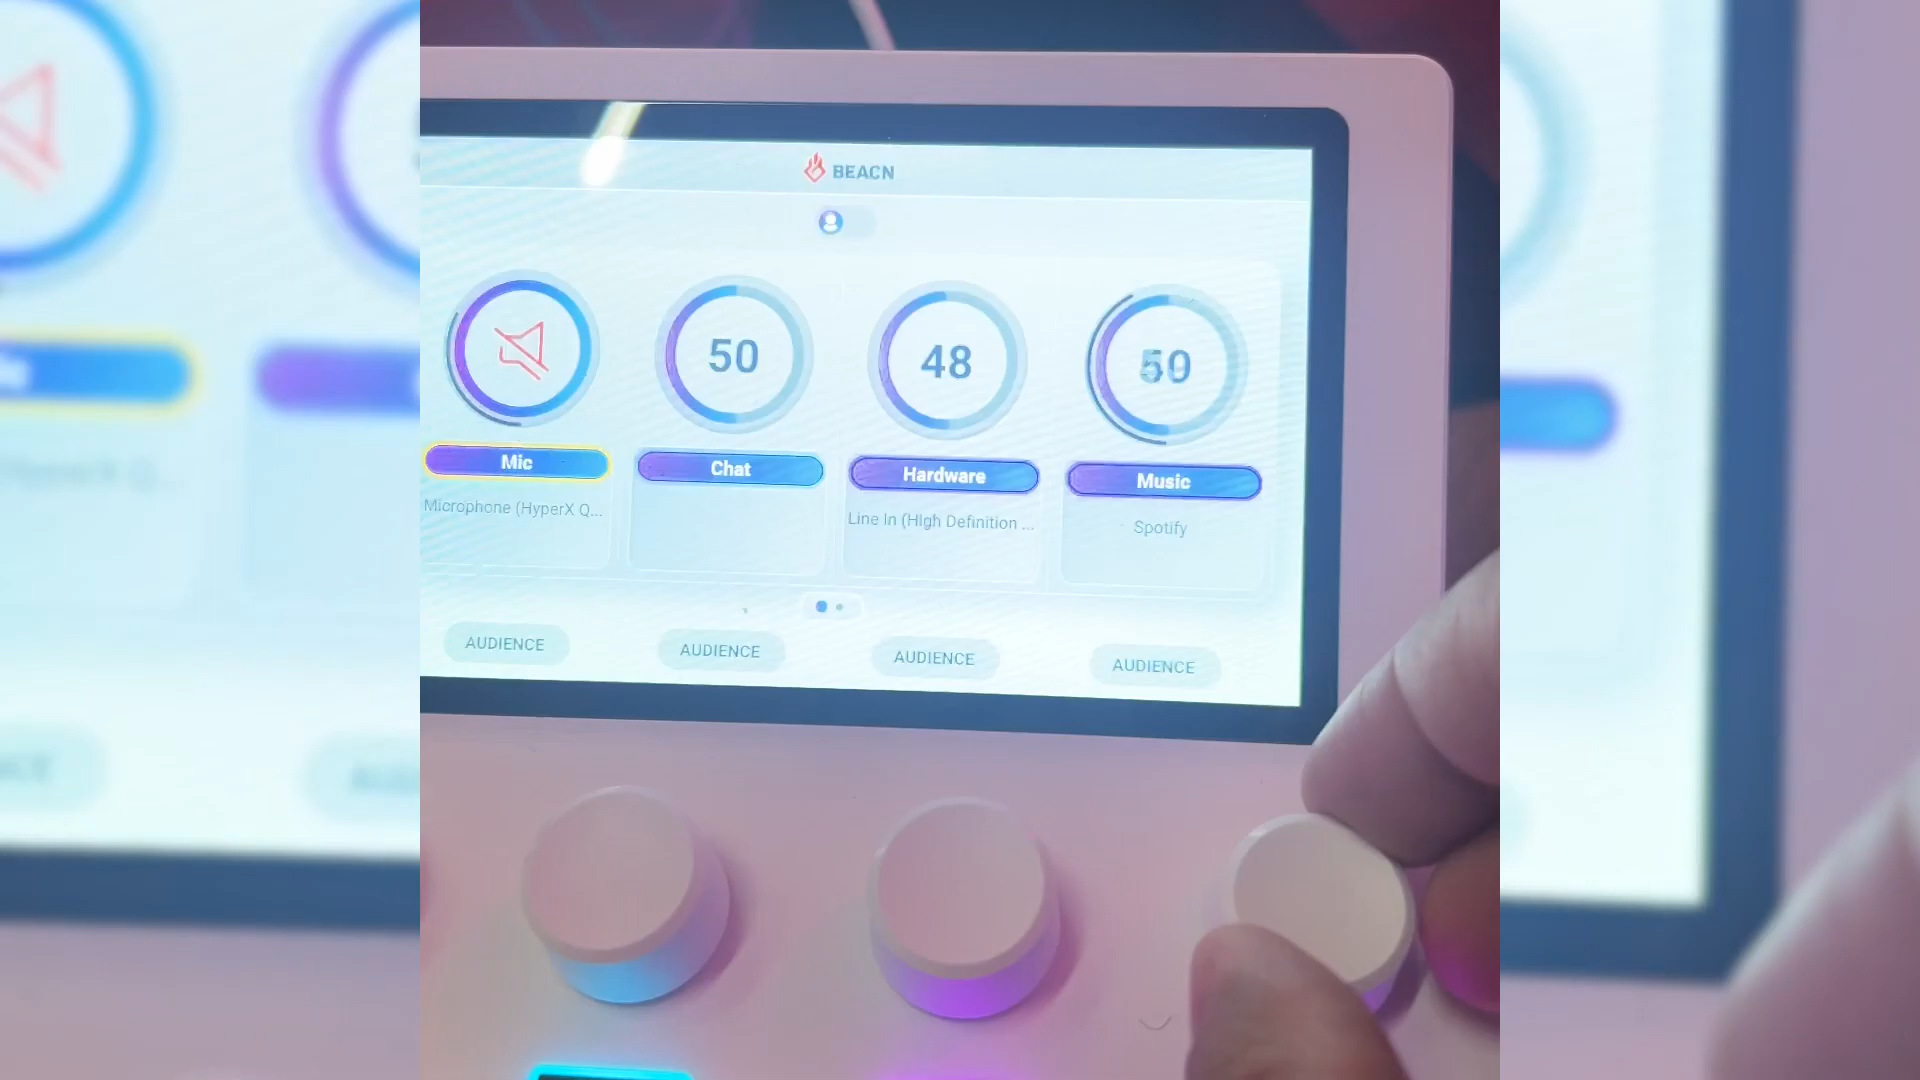 BEACN
50
48
50
Mic
Chat
Hardware
Music
Microphone (HyperX Q...
Line In (High Definition ...
Spotify
AUDIENCE
AUDIENCE
AUDIENCE
AUDIENCE